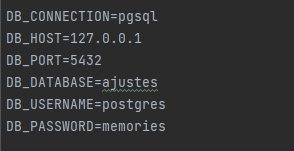 DB_CONNECTION=pgsql
DB_HOST=127.0.0.1
DB_PORT=5432
DB_DATABASE=ajustes
DB_USERNAME=postgres
DB_PASSWORD=memories